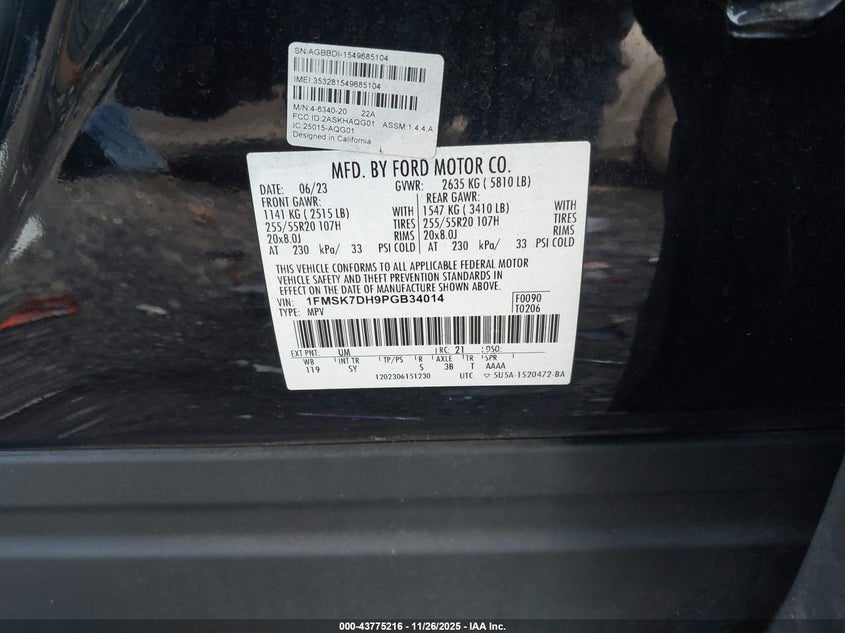 SN:AGBBDI-1549685104
IMEI:353281549685104
M/N:4-6340-20 22A
FCC ID:2ASKHAQG01 ASSM:1.4.4.A
IC:25015-AQG01
Designed in California
MFD. BY FORD MOTOR CO.
DATE: 06/23 GVWR: 2635 KG ( 5810 LB)
FRONT GAWR: REAR GAWR:
1141 KG ( 2515 LB) WITH 1547 KG ( 3410 LB) WITH
255/55R20 107H TIRES 255/55R20 107H TIRES
20x8.0J RIMS 20x8.0J RIMS
AT 230 kPa/ 33 PSI COLD AT 230 kPa/ 33 PSI COLD
THIS VEHICLE CONFORMS TO ALL APPLICABLE FEDERAL MOTOR
VEHICLE SAFETY AND THEFT PREVENTION STANDARDS IN
EFFECT ON THE DATE OF MANUFACTURE SHOWN ABOVE.
VIN: 1FMSK7DH9PGB34014 F0090
TYPE: MPV T0206
EXT PNT: UM RC: 21 DSO:
WB INT TR TP/PS R AXLE TR SPR
119 SY S 3B T AAAA
1202306151230 UTC 5U5A-1520472-BA
000-43775216 - 11/26/2025 - IAA Inc.